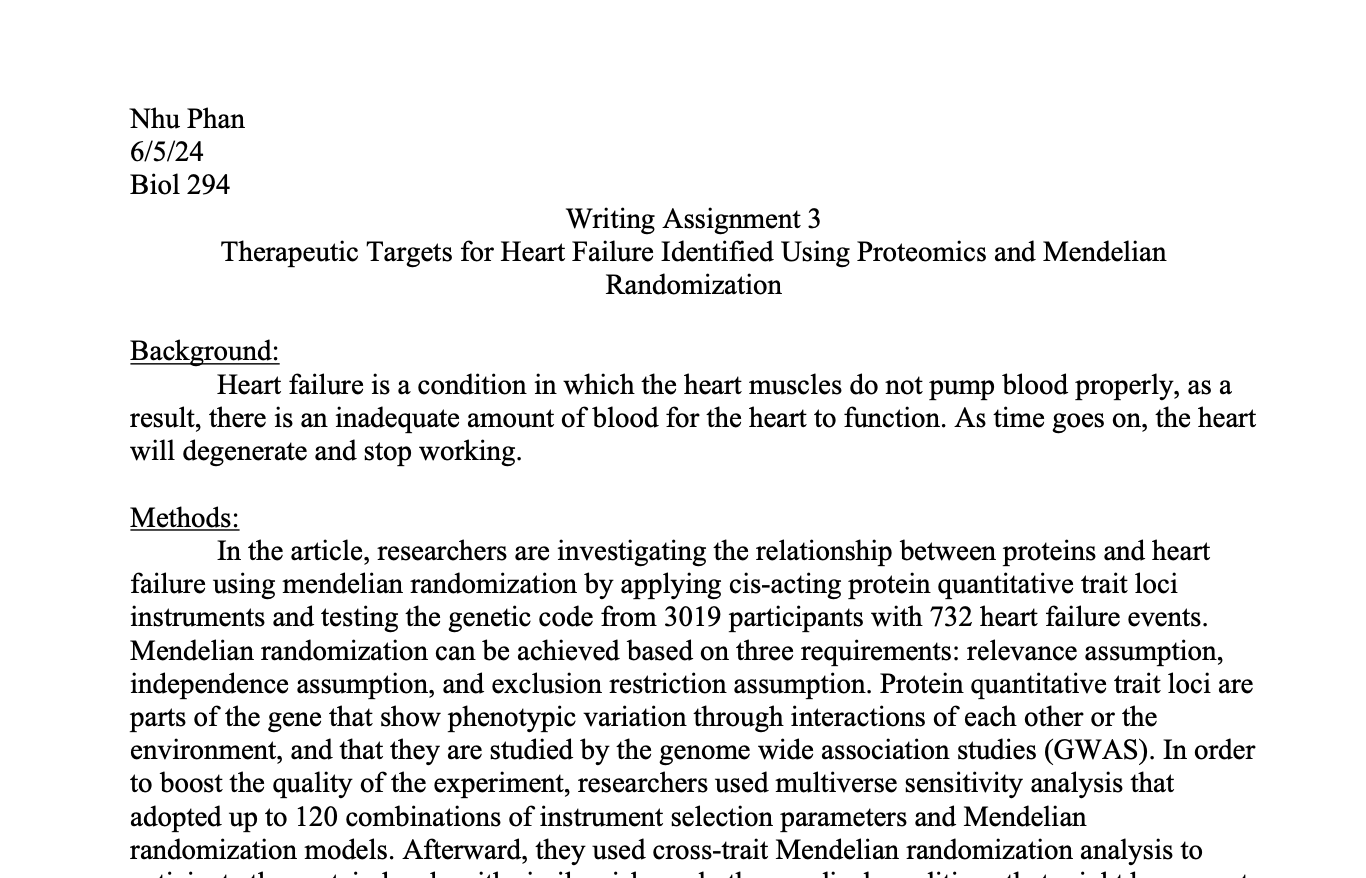 Nhu Phan
6/5/24
Biol 294
Writing Assignment 3
Therapeutic Targets for Heart Failure Identified Using Proteomics and Mendelian
Randomization
Background:
Heart failure is a condition in which the heart muscles do not pump blood properly, as a
result, there is an inadequate amount of blood for the heart to function. As time goes on, the heart
will degenerate and stop working.
Methods:
In the article, researchers are investigating the relationship between proteins and heart
failure using mendelian randomization by applying cis-acting protein quantitative trait loci
instruments and testing the genetic code from 3019 participants with 732 heart failure events.
Mendelian randomization can be achieved based on three requirements: relevance assumption,
independence assumption, and exclusion restriction assumption. Protein quantitative trait loci are
parts of the gene that show phenotypic variation through interactions of each other or the
environment, and that they are studied by the genome wide association studies (GWAS). In order
to boost the quality of the experiment, researchers used multiverse sensitivity analysis that
adopted up to 120 combinations of instrument selection parameters and Mendelian
randomization models. Afterward, they used cross-trait Mendelian randomization analysis to